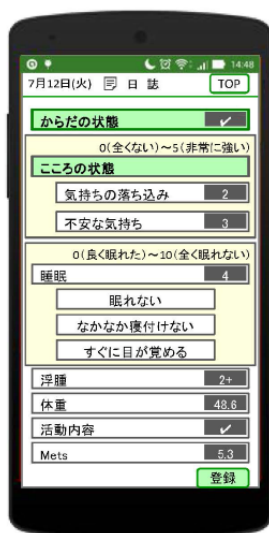 14:48
7月12日(火) 日 誌 TOP
からだの状態 ✓
0(全くない)～5(非常に強い)
こころの状態
気持ちの落ち込み 2
不安な気持ち 3
0(良く眠れた)～10(全く眠れない)
睡眠 4
眠れない
なかなか寝付けない
すぐに目が覚める
浮腫 2+
体重 48.6
活動内容 ✓
Mets 5.3
登録